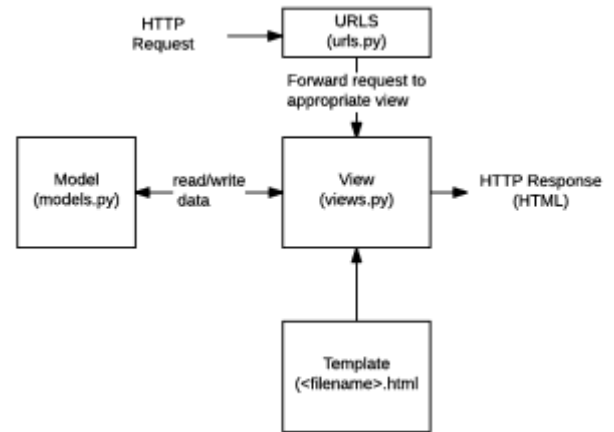 HTTP
Request
URLS
(urls.py)
Forward request to
appropriate view
Model
(models.py)
read/write
data
View
(views.py)
HTTP Response
(HTML)
Template
(<filename>.html